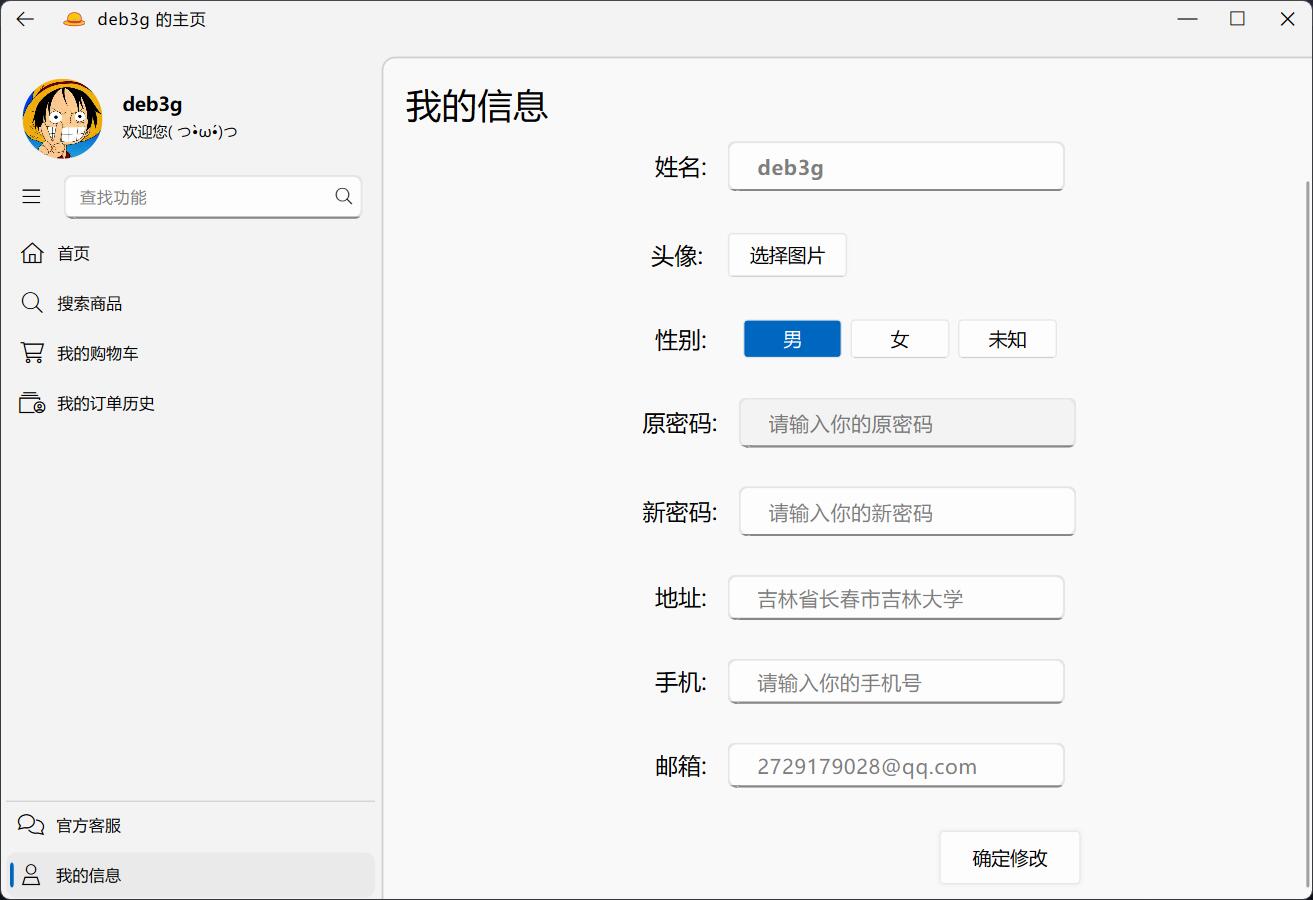 deb3g 的主页
deb3g
欢迎您( つ•̀ω•́)つ
查找功能
首页
搜索商品
我的购物车
我的订单历史
官方客服
我的信息
我的信息
姓名: deb3g
头像: 选择图片
性别: 男 女 未知
原密码: 请输入你的原密码
新密码: 请输入你的新密码
地址: 吉林省长春市吉林大学
手机: 请输入你的手机号
邮箱: 2729179028@qq.com
确定修改